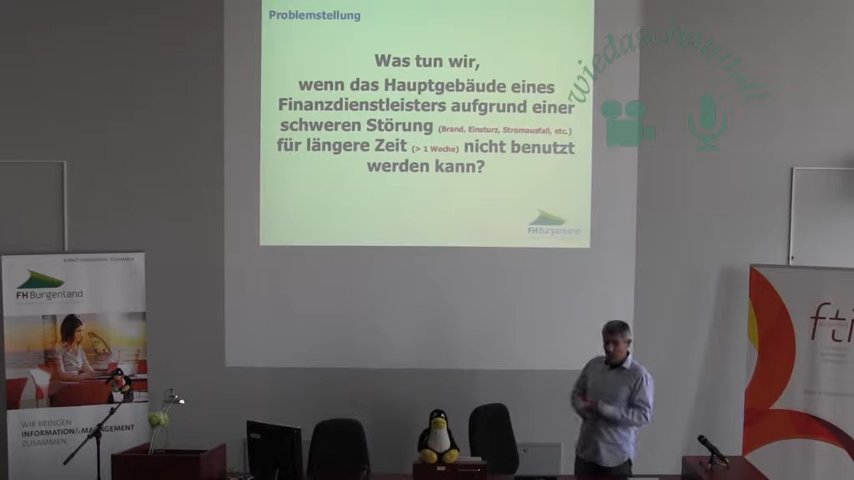 Problemstellung
Was tun wir,
wenn das Hauptgebäude eines
Finanzdienstleisters aufgrund einer
schweren Störung (Brand, Einsturz, Stromausfall, etc.)
für längere Zeit (> 1 Woche) nicht benutzt
werden kann?
FH Burgenland
FH Burgenland
WIR BRINGEN
INFORMATION & MANAGEMENT
ZUSAMMEN.
fti